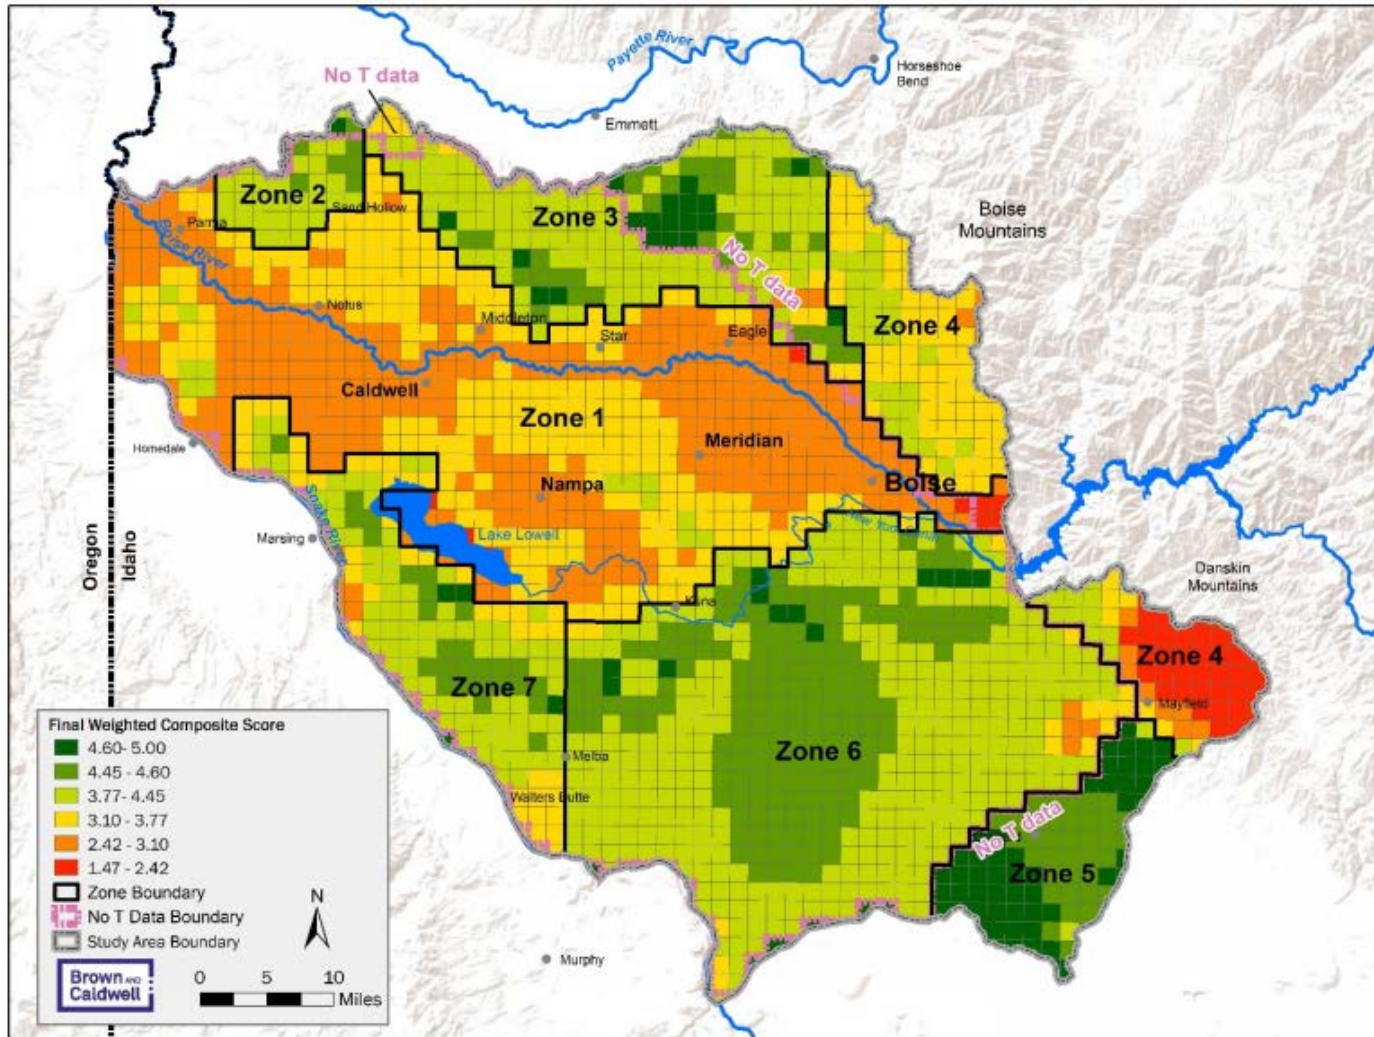 Payette River
Horseshoe
Bend
No T data
Emmett
Zone 2
Sand Hollow
Zone 3
Boise
Mountains
Parma
Boise River
No T data
Notus
Middleton
Star
Eagle
Zone 4
Caldwell
Zone 1
Homedale
Meridian
Nampa
Boise
Snake River
Lake Lowell
Marsing
Oregon
Idaho
Danskin
Mountains
Kuna
Zone 4
Mayfield
Zone 7
Zone 6
Melba
Walters Butte
No T data
Zone 5
Murphy
Final Weighted Composite Score
4.60- 5.00
4.45 - 4.60
3.77- 4.45
3.10 - 3.77
2.42 - 3.10
1.47 - 2.42
Zone Boundary
No T Data Boundary
Study Area Boundary
N
Brown AND
Caldwell
0 5 10
Miles